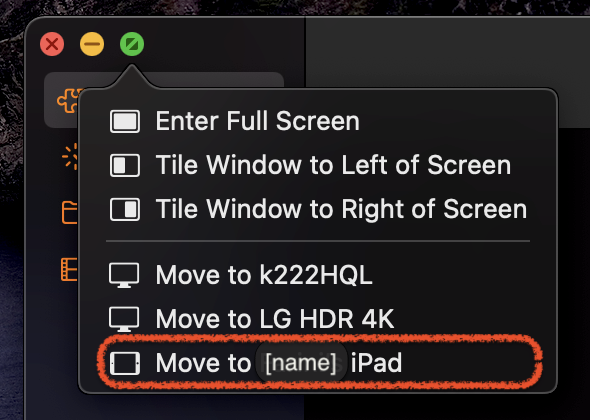 Enter Full Screen
Tile Window to Left of Screen
Tile Window to Right of Screen
Move to k222HQL
Move to LG HDR 4K
Move to [name] iPad